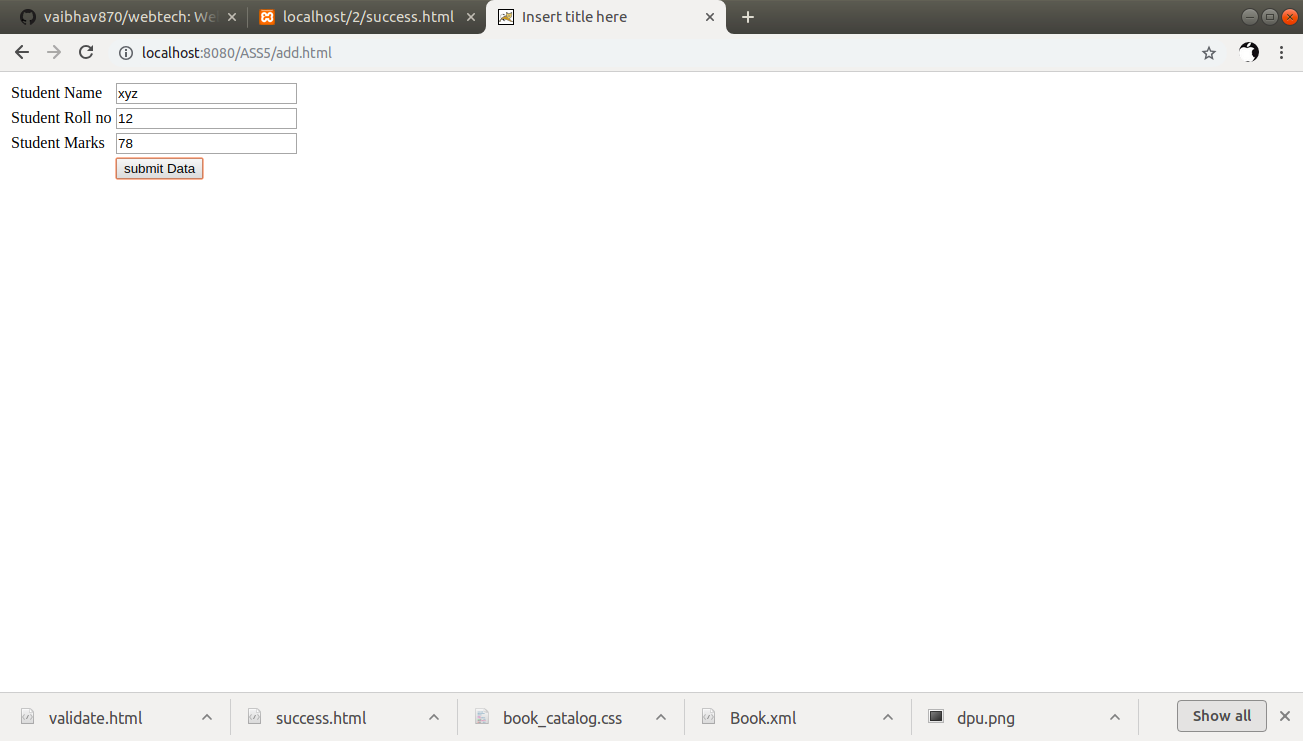 vaibhav870/webtech: We
localhost/2/success.html
Insert title here
localhost:8080/ASS5/add.html
Student Name xyz
Student Roll no 12
Student Marks 78
submit Data
validate.html
success.html
book_catalog.css
Book.xml
dpu.png
Show all